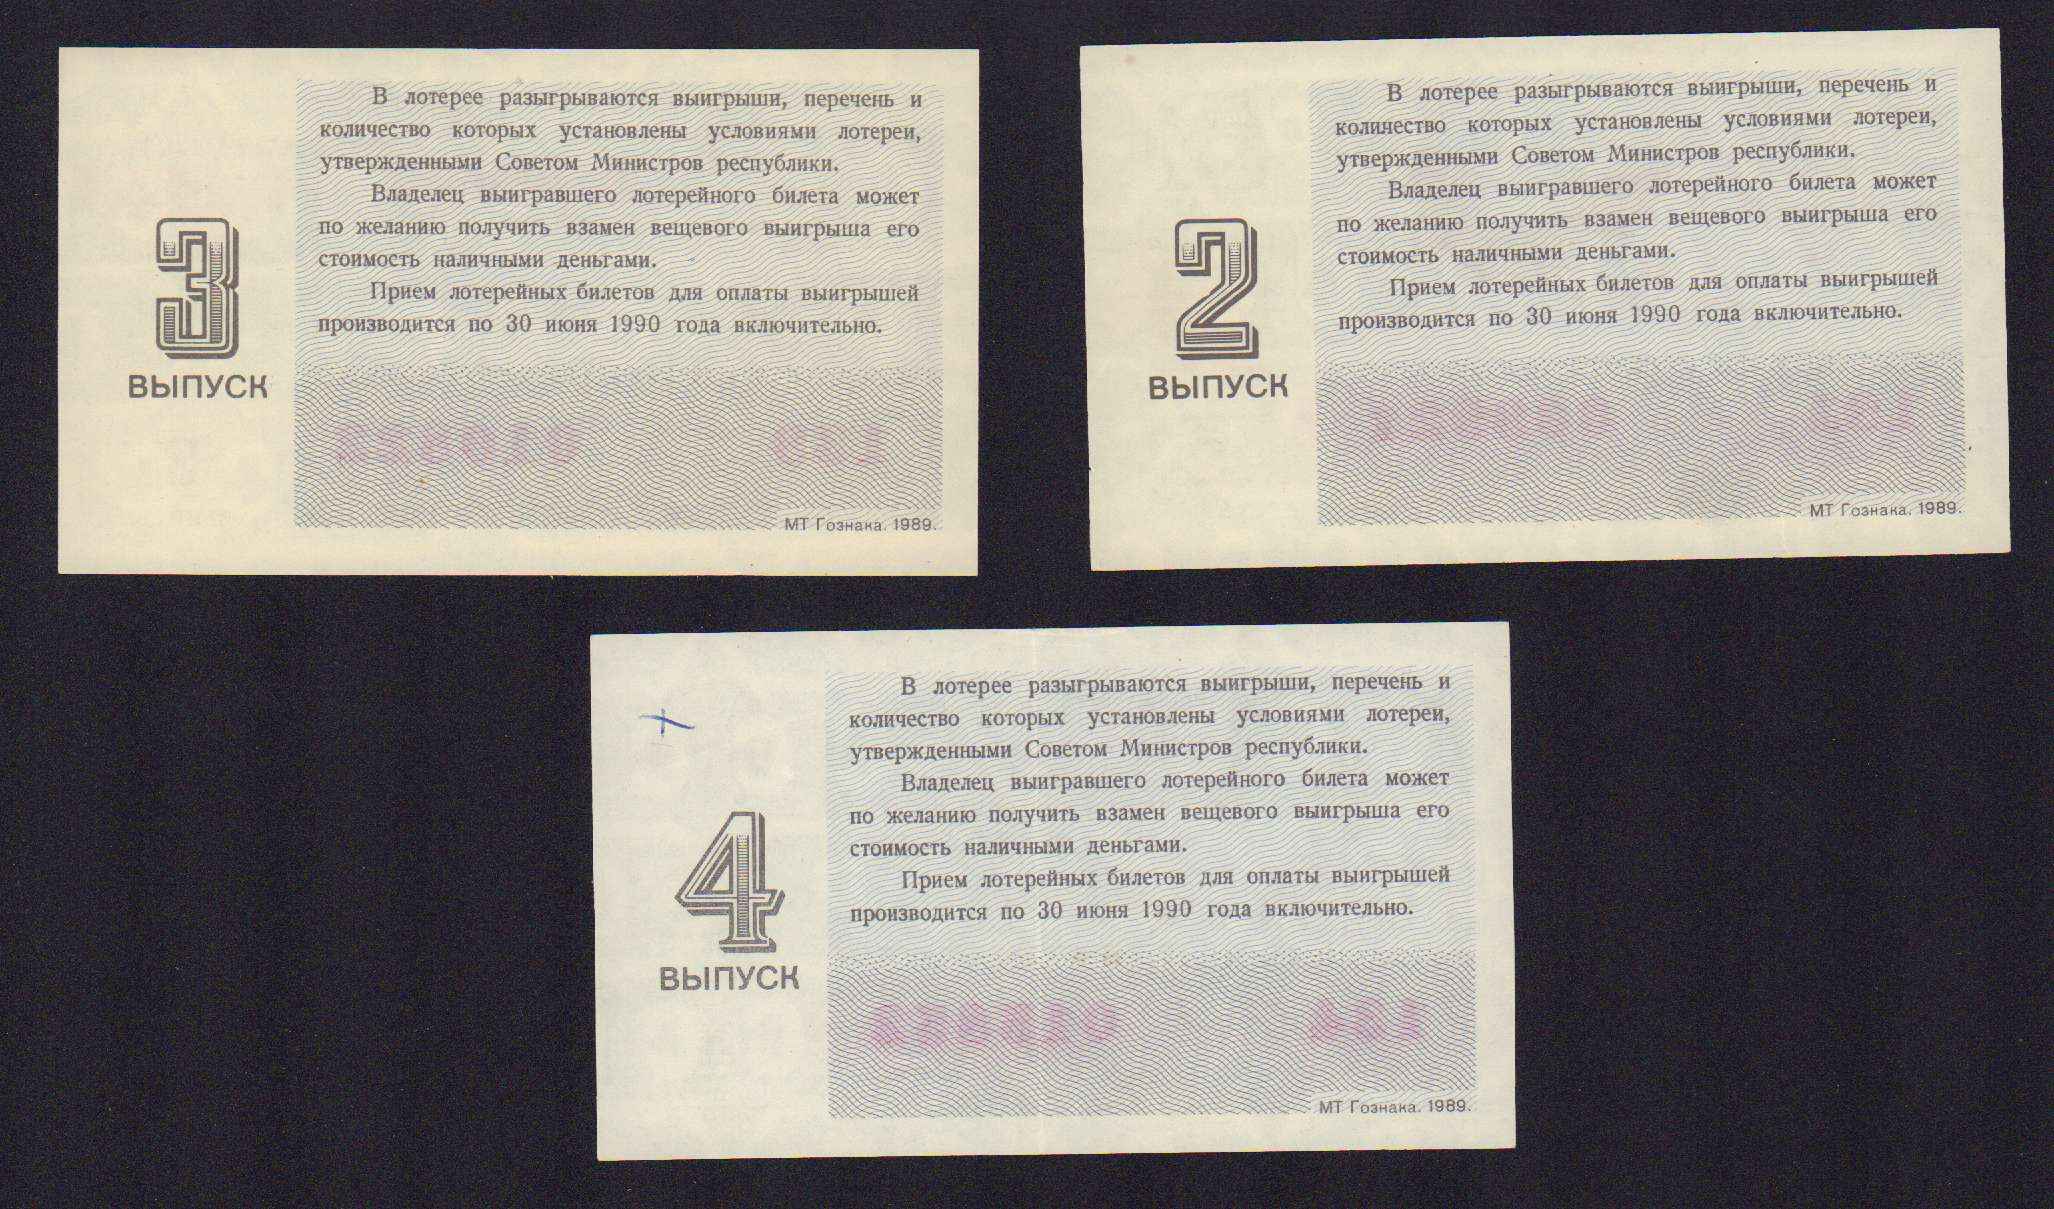 В лотерее разыгрываются выигрыши, перечень и
количество которых установлены условиями лотереи,
утвержденными Советом Министров республики.
Владелец выигравшего лотерейного билета может
по желанию получить взамен вещевого выигрыша его
стоимость наличными деньгами.
Прием лотерейных билетов для оплаты выигрышей
производится по 30 июня 1990 года включительно.
3
ВЫПУСК
МТ Гознака. 1989.
В лотерее разыгрываются выигрыши, перечень и
количество которых установлены условиями лотереи,
утвержденными Советом Министров республики.
Владелец выигравшего лотерейного билета может
по желанию получить взамен вещевого выигрыша его
стоимость наличными деньгами.
Прием лотерейных билетов для оплаты выигрышей
производится по 30 июня 1990 года включительно.
2
ВЫПУСК
МТ Гознака. 1989.
В лотерее разыгрываются выигрыши, перечень и
количество которых установлены условиями лотереи,
утвержденными Советом Министров республики.
Владелец выигравшего лотерейного билета может
по желанию получить взамен вещевого выигрыша его
стоимость наличными деньгами.
Прием лотерейных билетов для оплаты выигрышей
производится по 30 июня 1990 года включительно.
4
ВЫПУСК
МТ Гознака. 1989.